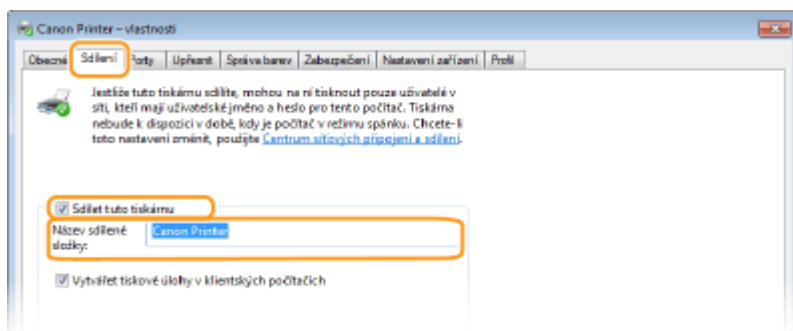 Canon Printer – vlastnosti
Obecné Sdílení Porty Upřesnit Správa barev Zabezpečení Nastavení zařízení Profil
Jestliže tuto tiskárnu sdílíte, mohou na ní tisknout pouze uživatelé v
síti, kteří mají uživatelské jméno a heslo pro tento počítač. Tiskárna
nebude k dispozici v době, kdy je počítač v režimu spánku. Chcete-li
toto nastavení změnit, použijte Centrum síťových připojení a sdílení.
Sdílet tuto tiskárnu
Název sdílené Canon Printer
složky:
Vytvářet tiskové úlohy v klientských počítačích